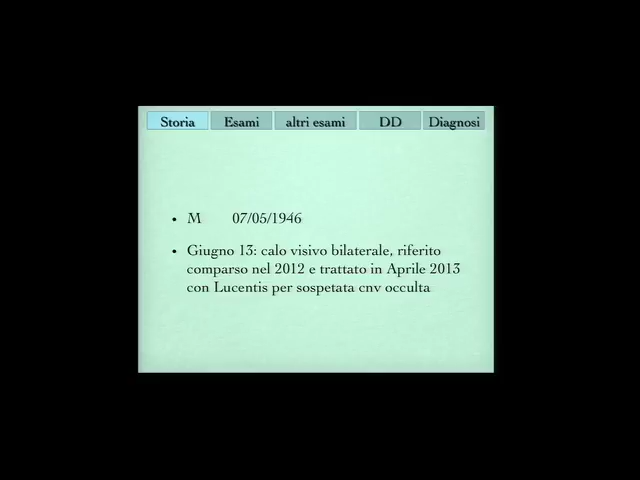 Storia Esami altri esami DD Diagnosi
• M 07/05/1946
• Giugno 13: calo visivo bilaterale, riferito
comparso nel 2012 e trattato in Aprile 2013
con Lucentis per sospetata cnv occulta